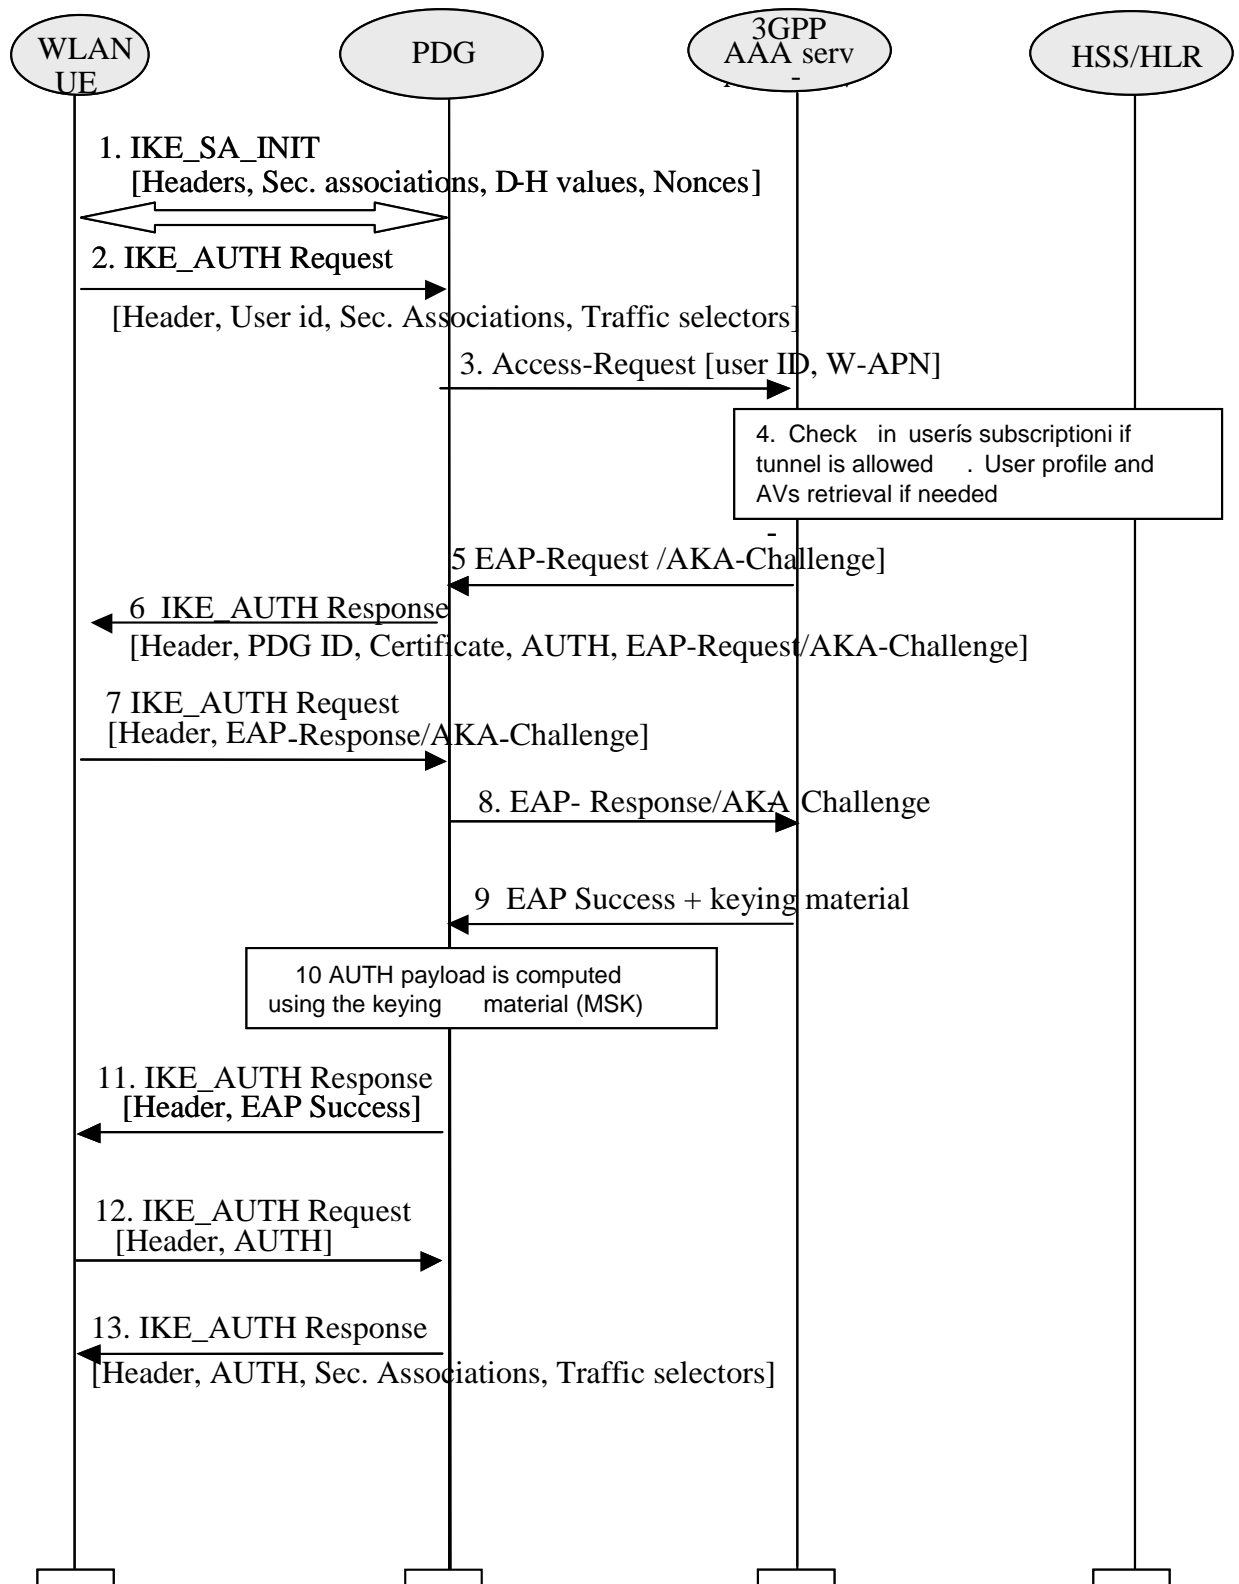 WLAN
UE
PDG
3GPP
AAA serv
-
HSS/HLR
1. IKE_SA_INIT
[Headers, Sec. associations, D-H values, Nonces]
2. IKE_AUTH Request
[Header, User id, Sec. Associations, Traffic selectors]
3. Access-Request [user ID, W-APN]
4. Check in userís subscriptioni if
tunnel is allowed . User profile and
AVs retrieval if needed
-
5 EAP-Request /AKA-Challenge]
6 IKE_AUTH Response
[Header, PDG ID, Certificate, AUTH, EAP-Request/AKA-Challenge]
7 IKE_AUTH Request
[Header, EAP-Response/AKA-Challenge]
8. EAP- Response/AKA- Challenge
9 EAP Success + keying material
10 AUTH payload is computed
using the keying material (MSK)
11. IKE_AUTH Response
[Header, EAP Success]
12. IKE_AUTH Request
[Header, AUTH]
13. IKE_AUTH Response
[Header, AUTH, Sec. Associations, Traffic selectors]